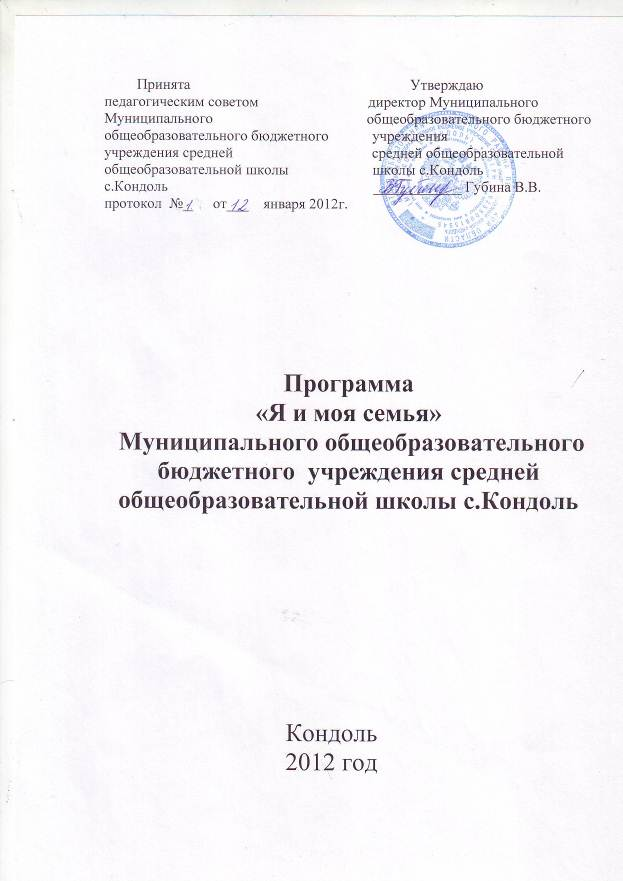 Принята
педагогическим советом
Муниципального
общеобразовательного бюджетного
учреждения средней
общеобразовательной школы
с.Кондоль
протокол №1 от 12 января 2012г.
Утверждаю
директор Муниципального
общеобразовательного бюджетного
учреждения
средней общеобразовательной
школы с.Кондоль
Губина В.В.
Программа
«Я и моя семья»
Муниципального общеобразовательного
бюджетного учреждения средней
общеобразовательной школы с.Кондоль
Кондоль
2012 год